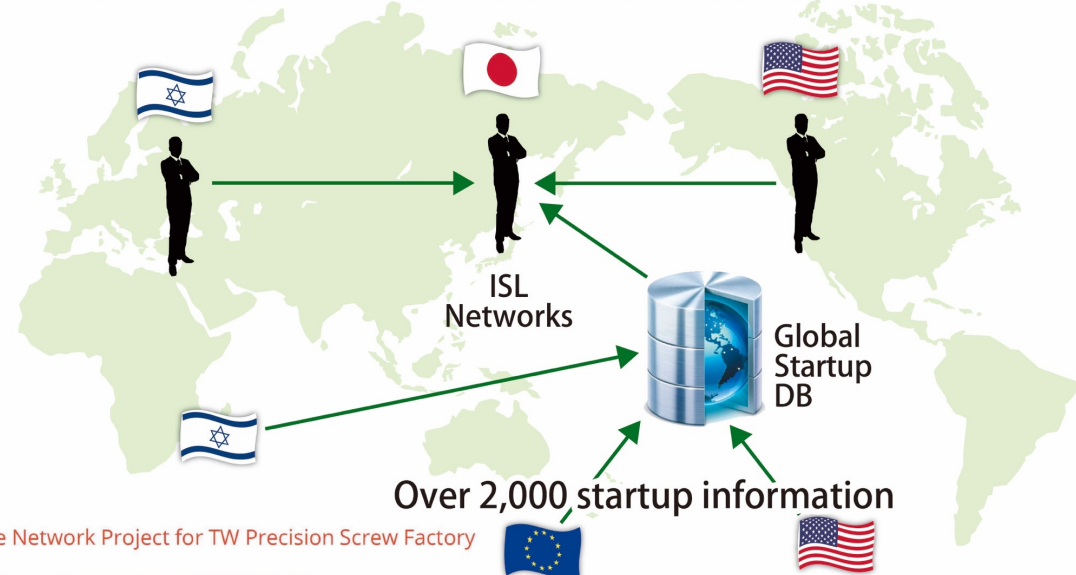 ISL
Networks
Global
Startup
DB
Over 2,000 startup information
e Network Project for TW Precision Screw Factory